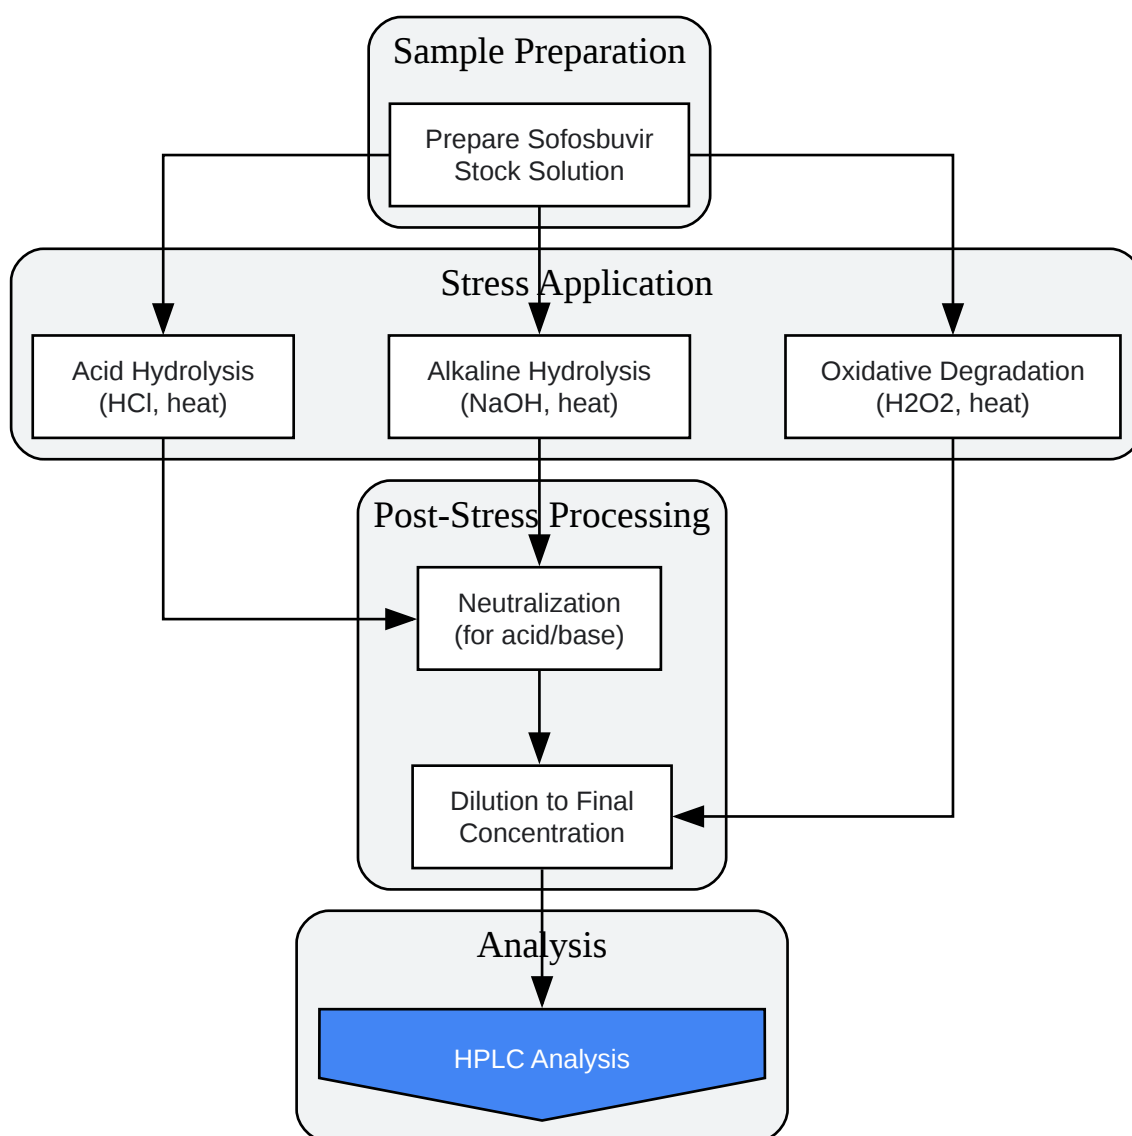 Sample Preparation
Prepare Sofosbuvir
Stock Solution
Stress Application
Acid Hydrolysis
(HCl, heat)
Alkaline Hydrolysis
(NaOH, heat)
Oxidative Degradation
(H2O2, heat)
Post-Stress Processing
Neutralization
(for acid/base)
Dilution to Final
Concentration
Analysis
HPLC Analysis